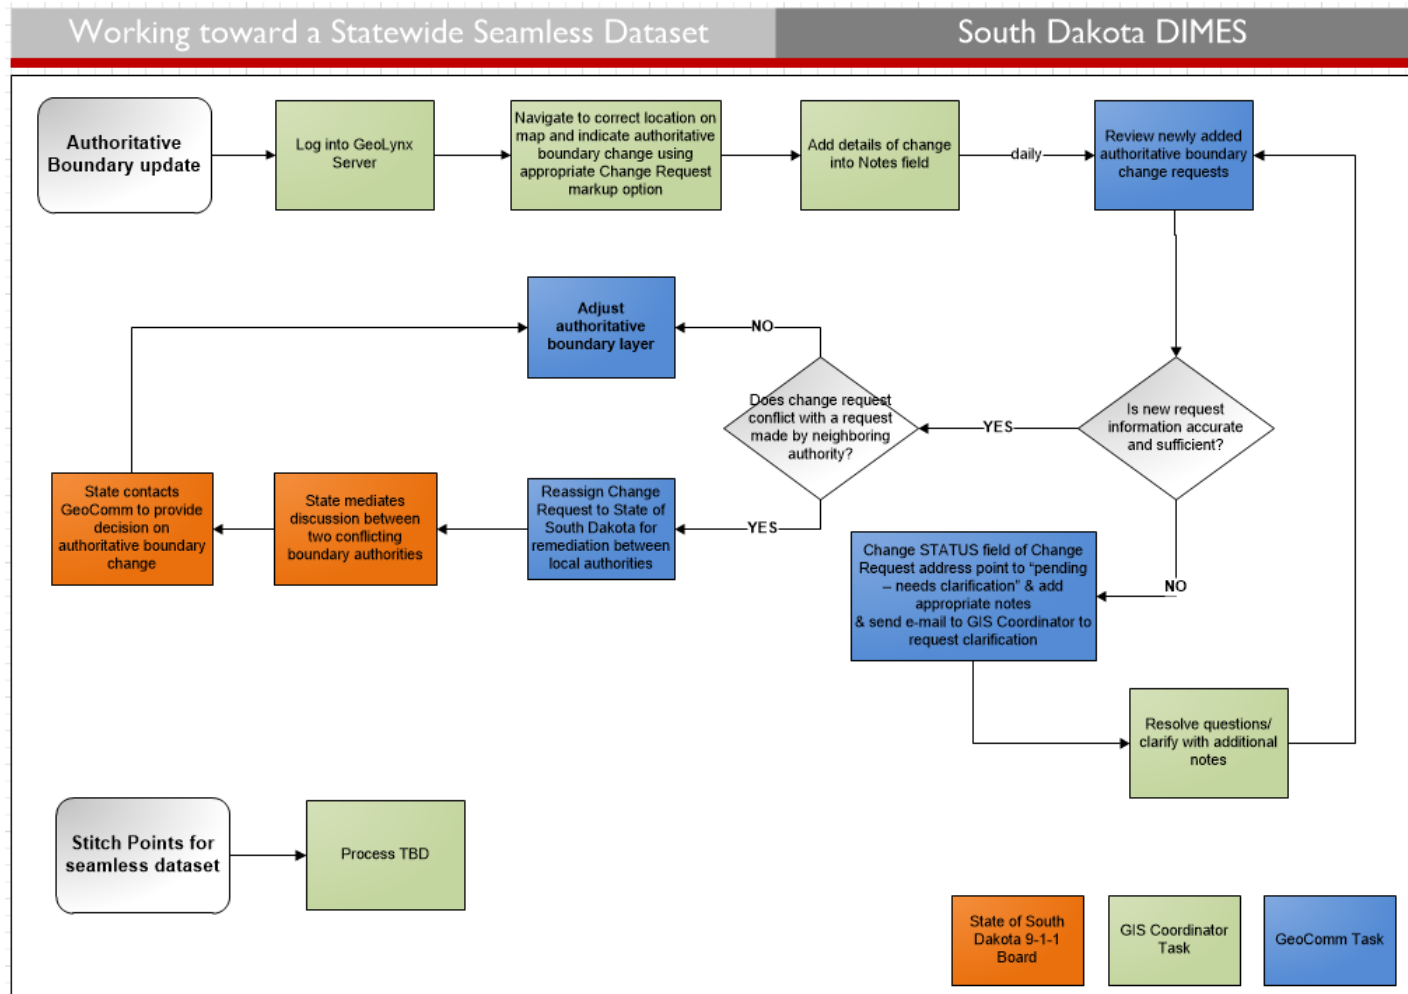 Working toward a Statewide Seamless Dataset
South Dakota DIMES
Authoritative
Boundary update
Log into GeoLynx
Server
Navigate to correct location on
map and indicate authoritative
boundary change using
appropriate Change Request
markup option
Add details of change
into Notes field
daily
Review newly added
authoritative boundary
change requests
Adjust
authoritative
boundary layer
NO
Does change request
conflict with a request
made by neighboring
authority?
YES
Is new request
information accurate
and sufficient?
State contacts
GeoComm to provide
decision on
authoritative boundary
change
State mediates
discussion between
two conflicting
boundary authorities
Reassign Change
Request to State of
South Dakota for
remediation between
local authorities
YES
Change STATUS field of Change
Request address point to “pending
– needs clarification” & add
appropriate notes
& send e-mail to GIS Coordinator to
request clarification
NO
Resolve questions/
clarify with additional
notes
Stitch Points for
seamless dataset
Process TBD
State of South
Dakota 9-1-1
Board
GIS Coordinator
Task
GeoComm Task